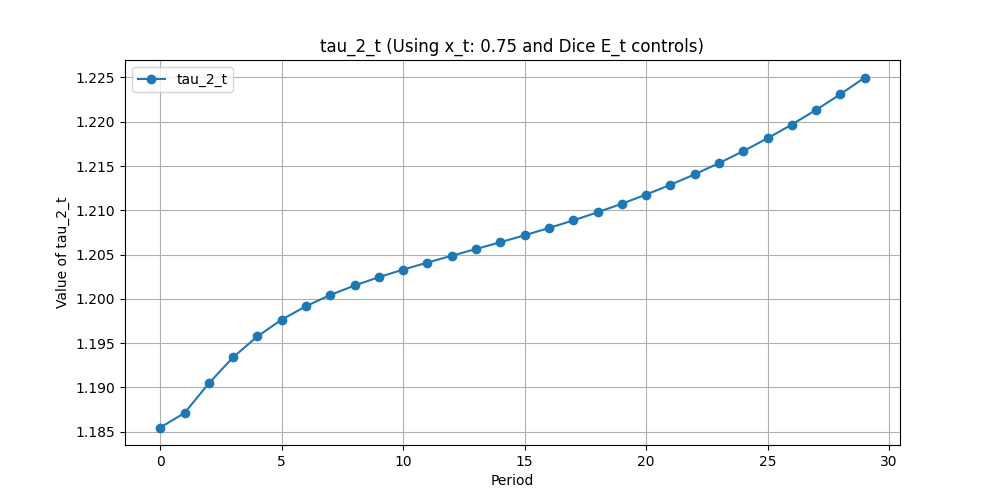 tau_2_t (Using x_t: 0.75 and Dice E_t controls)
tau_2_t
1.225
1.220
1.215
1.210
1.205
1.200
1.195
1.190
1.185
Value of tau_2_t
0 5 10 15 20 25 30
Period